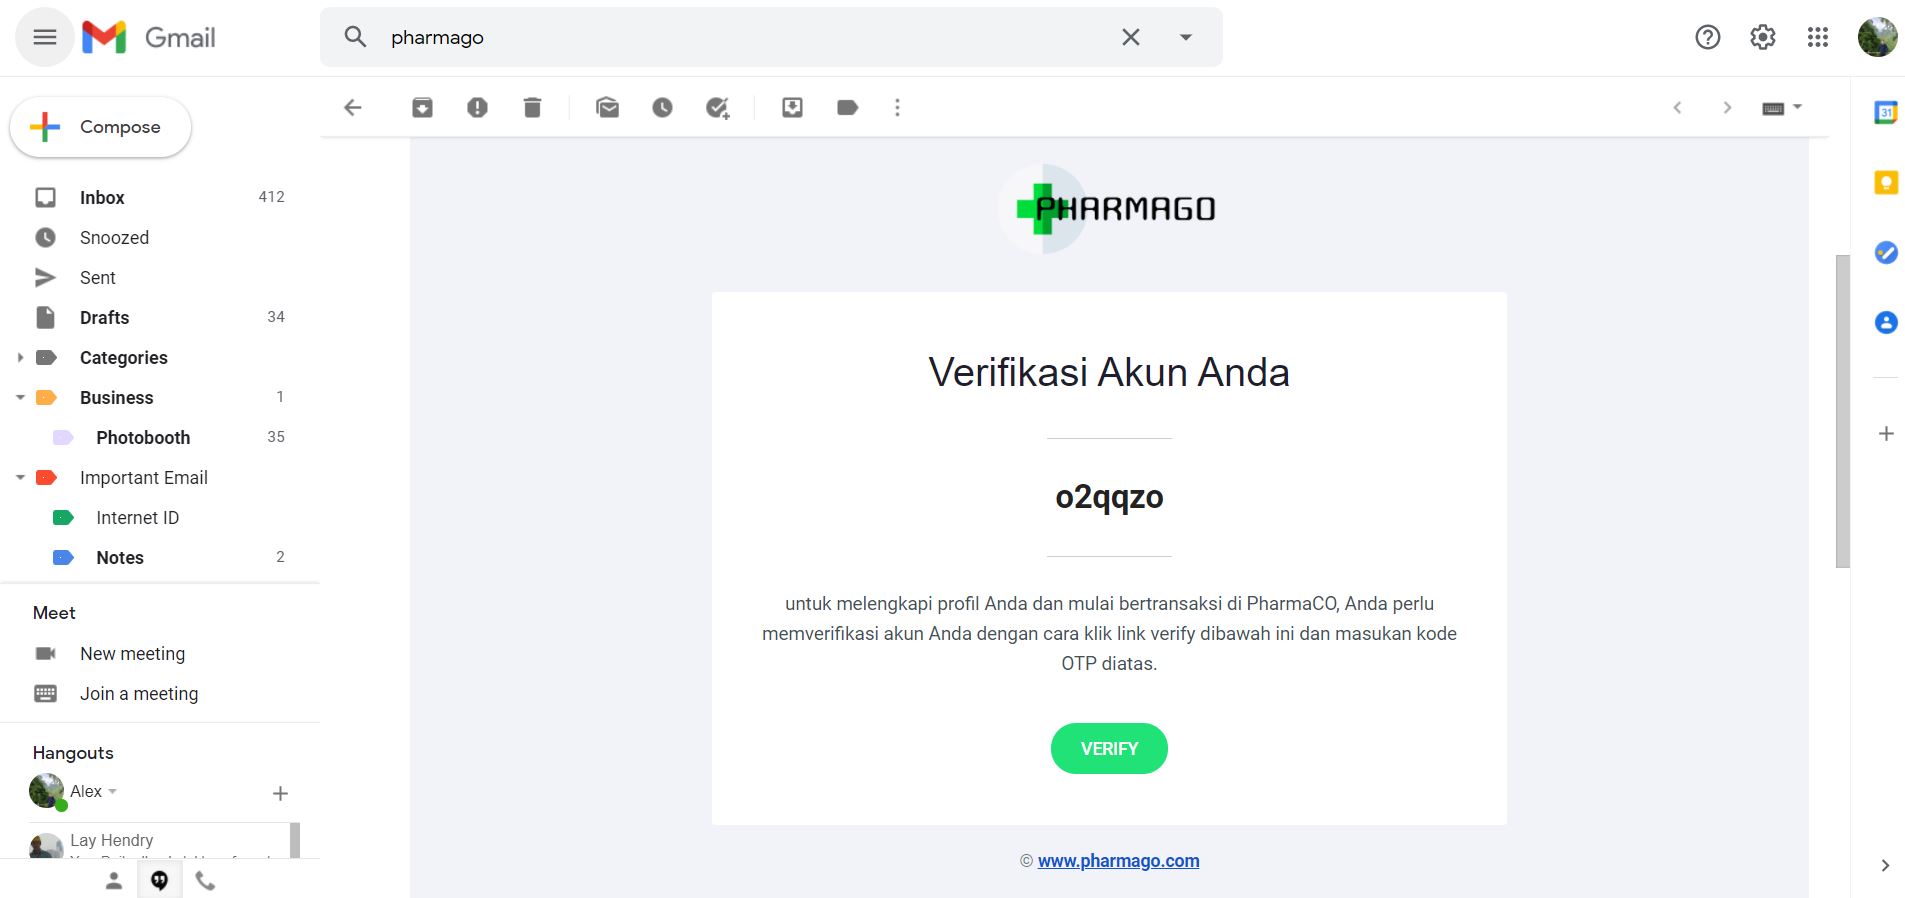 Gmail
pharmago
Compose
Inbox 412
Snoozed
Sent
Drafts 34
Categories
Business 1
Photobooth 35
Important Email
Internet ID
Notes 2
Meet
New meeting
Join a meeting
Hangouts
Alex
Lay Hendry
PHARMAGO
Verifikasi Akun Anda
o2qqzo
untuk melengkapi profil Anda dan mulai bertransaksi di PharmaCO, Anda perlu
memverifikasi akun Anda dengan cara klik link verify dibawah ini dan masukan kode
OTP diatas.
VERIFY
© www.pharmago.com
31